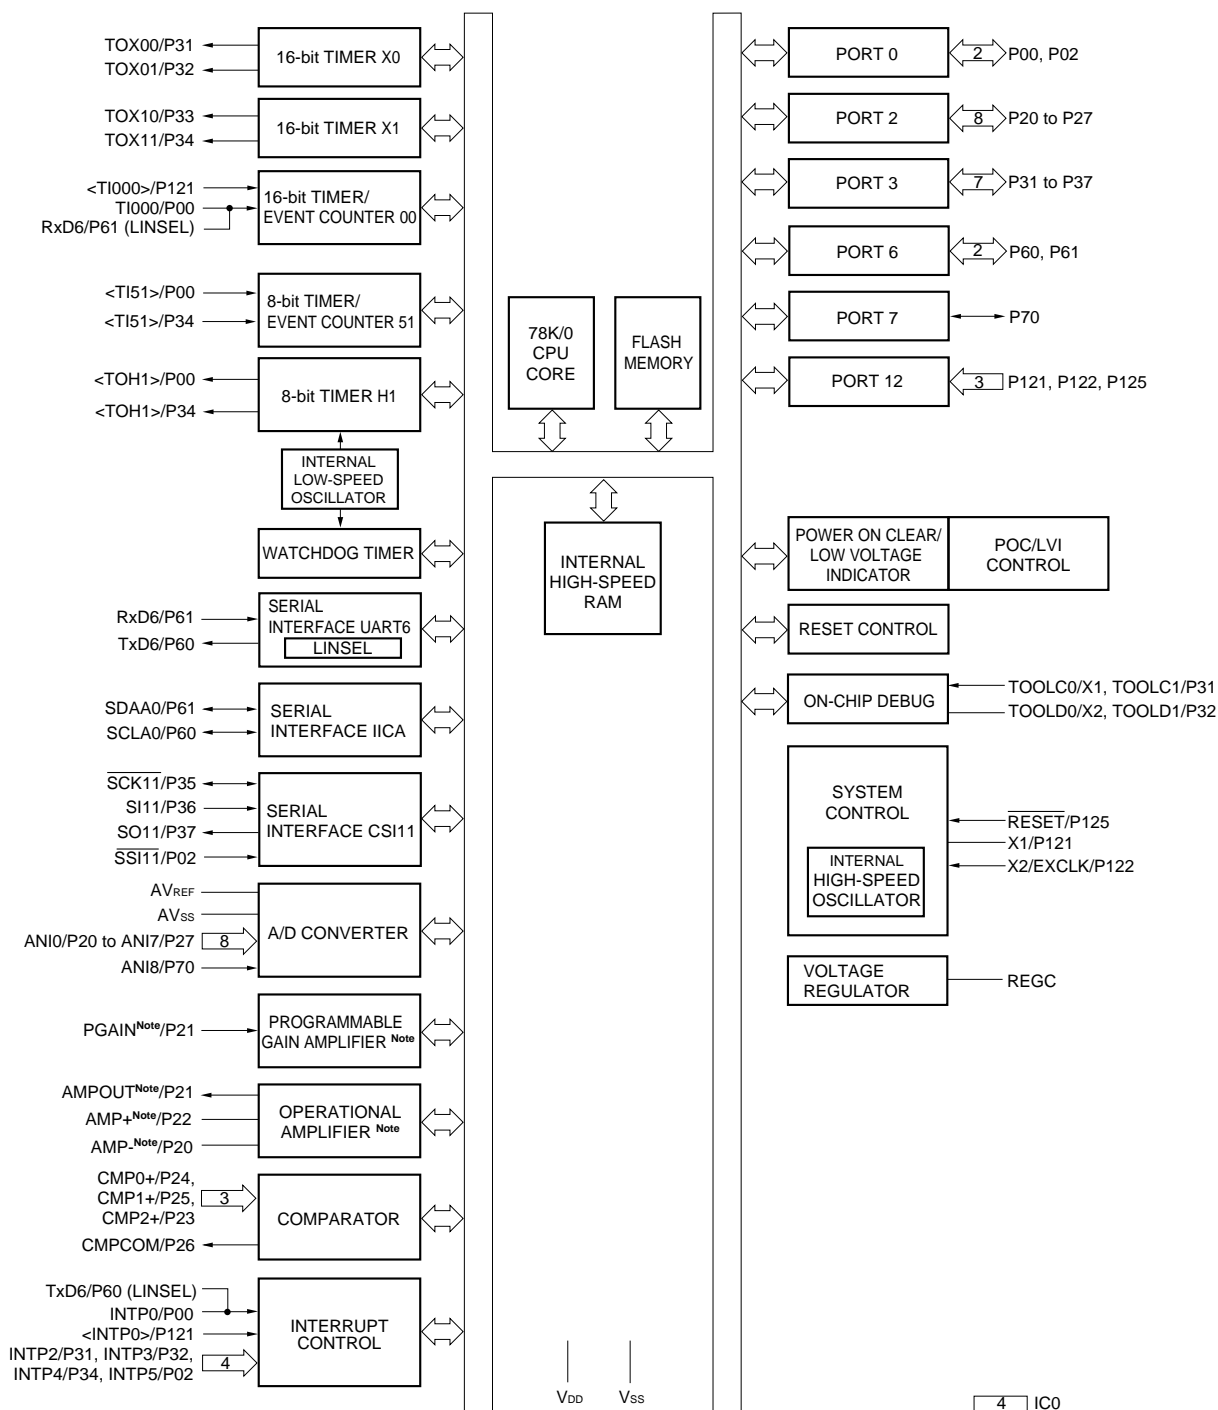 TOX00/P31
TOX01/P32
16-bit TIMER X0
TOX10/P33
TOX11/P34
16-bit TIMER X1
<TI000>/P121
TI000/P00
RxD6/P61 (LINSEL)
16-bit TIMER/
EVENT COUNTER 00
<TI51>/P00
<TI51>/P34
8-bit TIMER/
EVENT COUNTER 51
<TOH1>/P00
<TOH1>/P34
8-bit TIMER H1
INTERNAL
LOW-SPEED
OSCILLATOR
WATCHDOG TIMER
RxD6/P61
TxD6/P60
SERIAL
INTERFACE UART6
LINSEL
SDAA0/P61
SCLA0/P60
SERIAL
INTERFACE IICA
SCK11/P35
SI11/P36
SO11/P37
SSI11/P02
SERIAL
INTERFACE CSI11
AVREF
AVSS
ANI0/P20 to ANI7/P27
8
ANI8/P70
A/D CONVERTER
PGAINNote/P21
PROGRAMMABLE
GAIN AMPLIFIER Note
AMPOUTNote/P21
AMP+Note/P22
AMP-Note/P20
OPERATIONAL
AMPLIFIER Note
CMP0+/P24,
CMP1+/P25,
CMP2+/P23
3
CMPCOM/P26
COMPARATOR
TxD6/P60 (LINSEL)
INTP0/P00
<INTP0>/P121
INTP2/P31, INTP3/P32,
INTP4/P34, INTP5/P02
4
INTERRUPT
CONTROL
78K/0
CPU
CORE
FLASH
MEMORY
INTERNAL
HIGH-SPEED
RAM
VDD
VSS
PORT 0
2
P00, P02
PORT 2
8
P20 to P27
PORT 3
7
P31 to P37
PORT 6
2
P60, P61
PORT 7
P70
PORT 12
3
P121, P122, P125
POWER ON CLEAR/
LOW VOLTAGE
INDICATOR
POC/LVI
CONTROL
RESET CONTROL
ON-CHIP DEBUG
TOOLC0/X1, TOOLC1/P31
TOOLD0/X2, TOOLD1/P32
SYSTEM
CONTROL
INTERNAL
HIGH-SPEED
OSCILLATOR
RESET/P125
X1/P121
X2/EXCLK/P122
VOLTAGE
REGULATOR
REGC
4
IC0